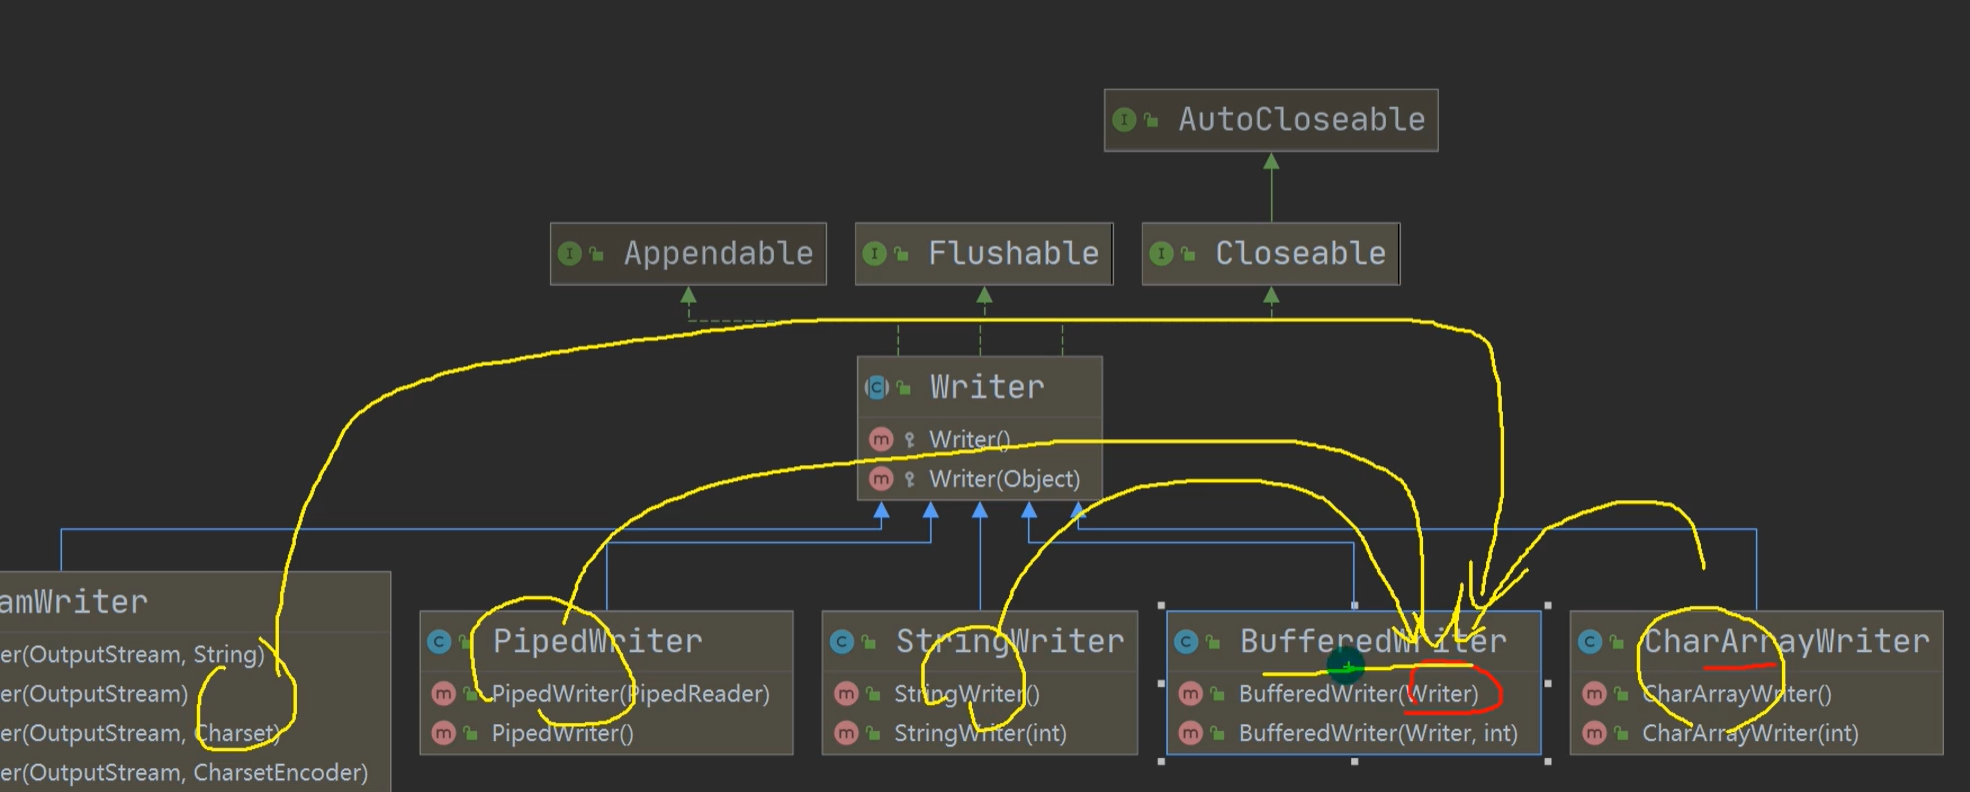 AutoCloseable
Appendable
Flushable
Closeable
Writer
Writer()
Writer(Object)
amWriter
er(OutputStream, String)
er(OutputStream)
er(OutputStream, Charset)
er(OutputStream, CharsetEncoder)
PipedWriter
PipedWriter(PipedReader)
PipedWriter()
StringWriter
StringWriter()
StringWriter(int)
BufferedWriter
BufferedWriter(Writer)
BufferedWriter(Writer, int)
CharArrayWriter
CharArrayWriter()
CharArrayWriter(int)